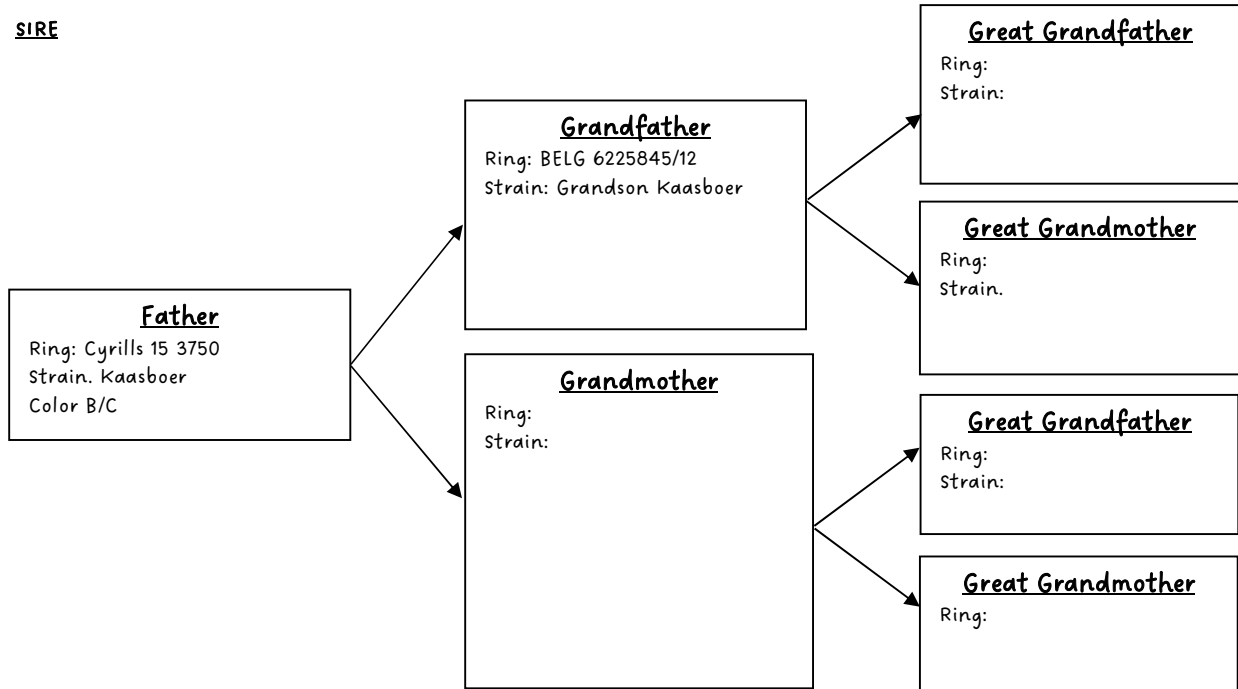 SIRE
Father
Ring: Cyrills 15 3750
Strain. Kaasboer
Color B/C
Grandfather
Ring: BELG 6225845/12
Strain: Grandson Kaasboer
Grandmother
Ring:
Strain:
Great Grandfather
Ring:
Strain:
Great Grandmother
Ring:
Strain.
Great Grandfather
Ring:
Strain:
Great Grandmother
Ring: